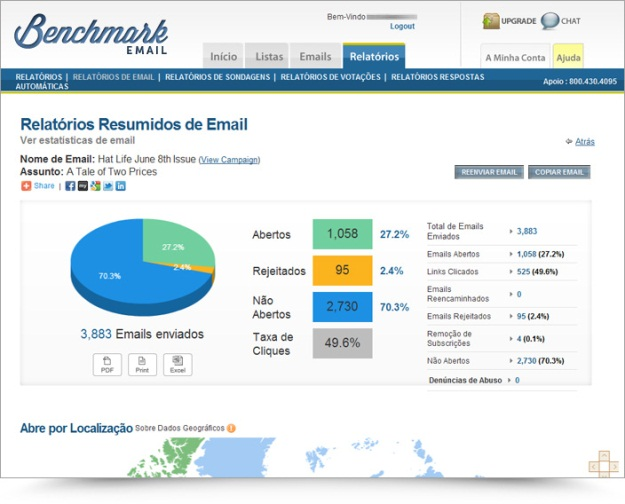 Benchmark
EMAIL
Bem-Vindo
Logout
UPGRADE
CHAT
Início
Listas
Emails
Relatórios
A Minha Conta
Ajuda
RELATÓRIOS | RELATÓRIOS DE EMAIL | RELATÓRIOS DE SONDAGENS | RELATÓRIOS DE VOTAÇÕES | RELATÓRIOS RESPOSTAS
AUTOMÁTICAS
Apoio : 800.430.4095
Relatórios Resumidos de Email
Ver estatisticas de email
Atrás
Nome de Email: Hat Life June 8th Issue (View Campaign)
Assunto: A Tale of Two Prices
REENVIAR EMAIL
COPIAR EMAIL
Share |
27.2%
2.4%
70.3%
3,883 Emails enviados
PDF
Print
Excel
Abertos 1,058 27.2%
Rejeitados 95 2.4%
Não
Abertos 2,730 70.3%
Taxa de
Cliques 49.6%
Total de Emails
Enviados 3,883
Emails Abertos 1,058 (27.2%)
Links Clicados 525 (49.6%)
Emails
Reencaminhados 0
Emails Rejeitados 95 (2.4%)
Remoção de
Subscrições 4 (0.1%)
Não Abertos 2,730 (70.3%)
Denúncias de Abuso 0
Abre por Localização Sobre Dados Geográficos